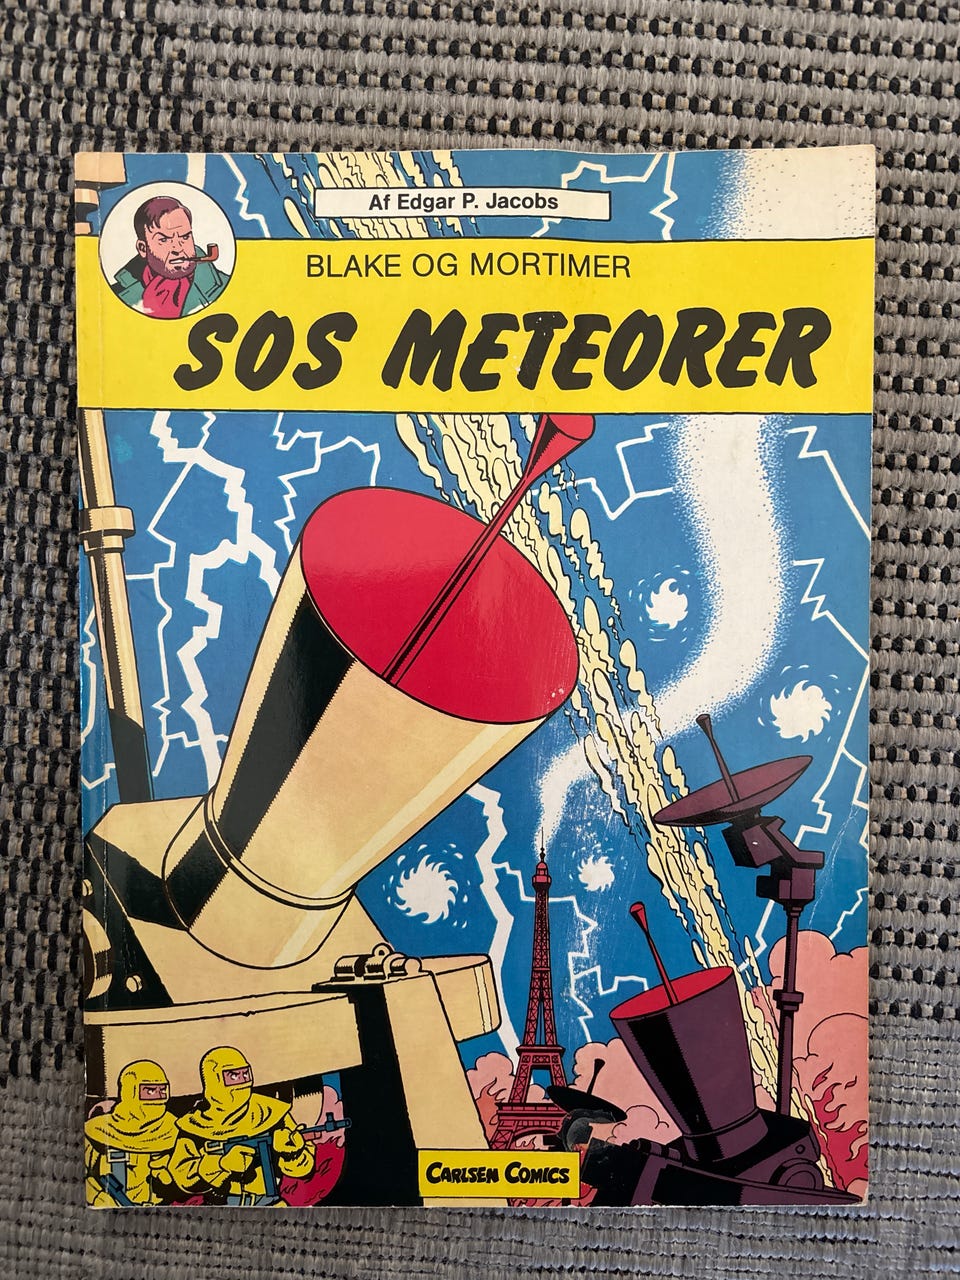 Af Edgar P. Jacobs
BLAKE OG MORTIMER
SOS METEORER
CARLSEN COMICS